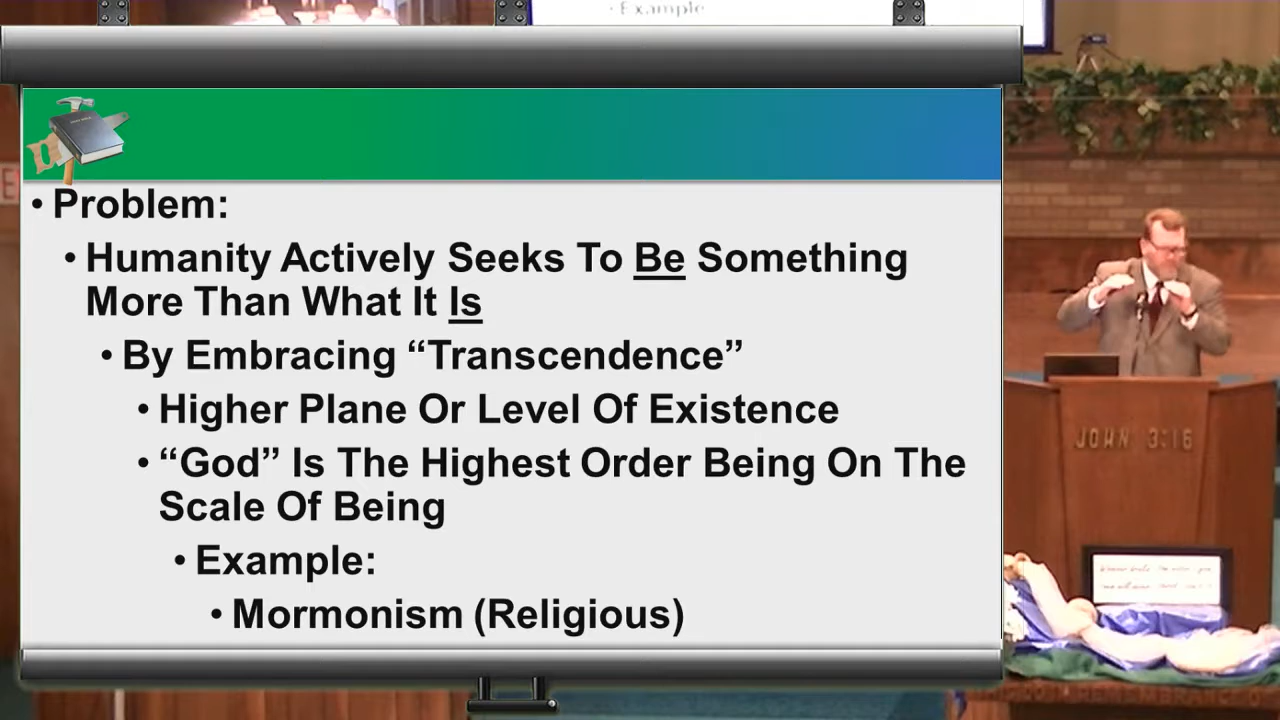 · Example
• Problem:
• Humanity Actively Seeks To Be Something
More Than What It Is
• By Embracing “Transcendence”
• Higher Plane Or Level Of Existence
• “God” Is The Highest Order Being On The
Scale Of Being
• Example:
• Mormonism (Religious)
JOHN 3:16